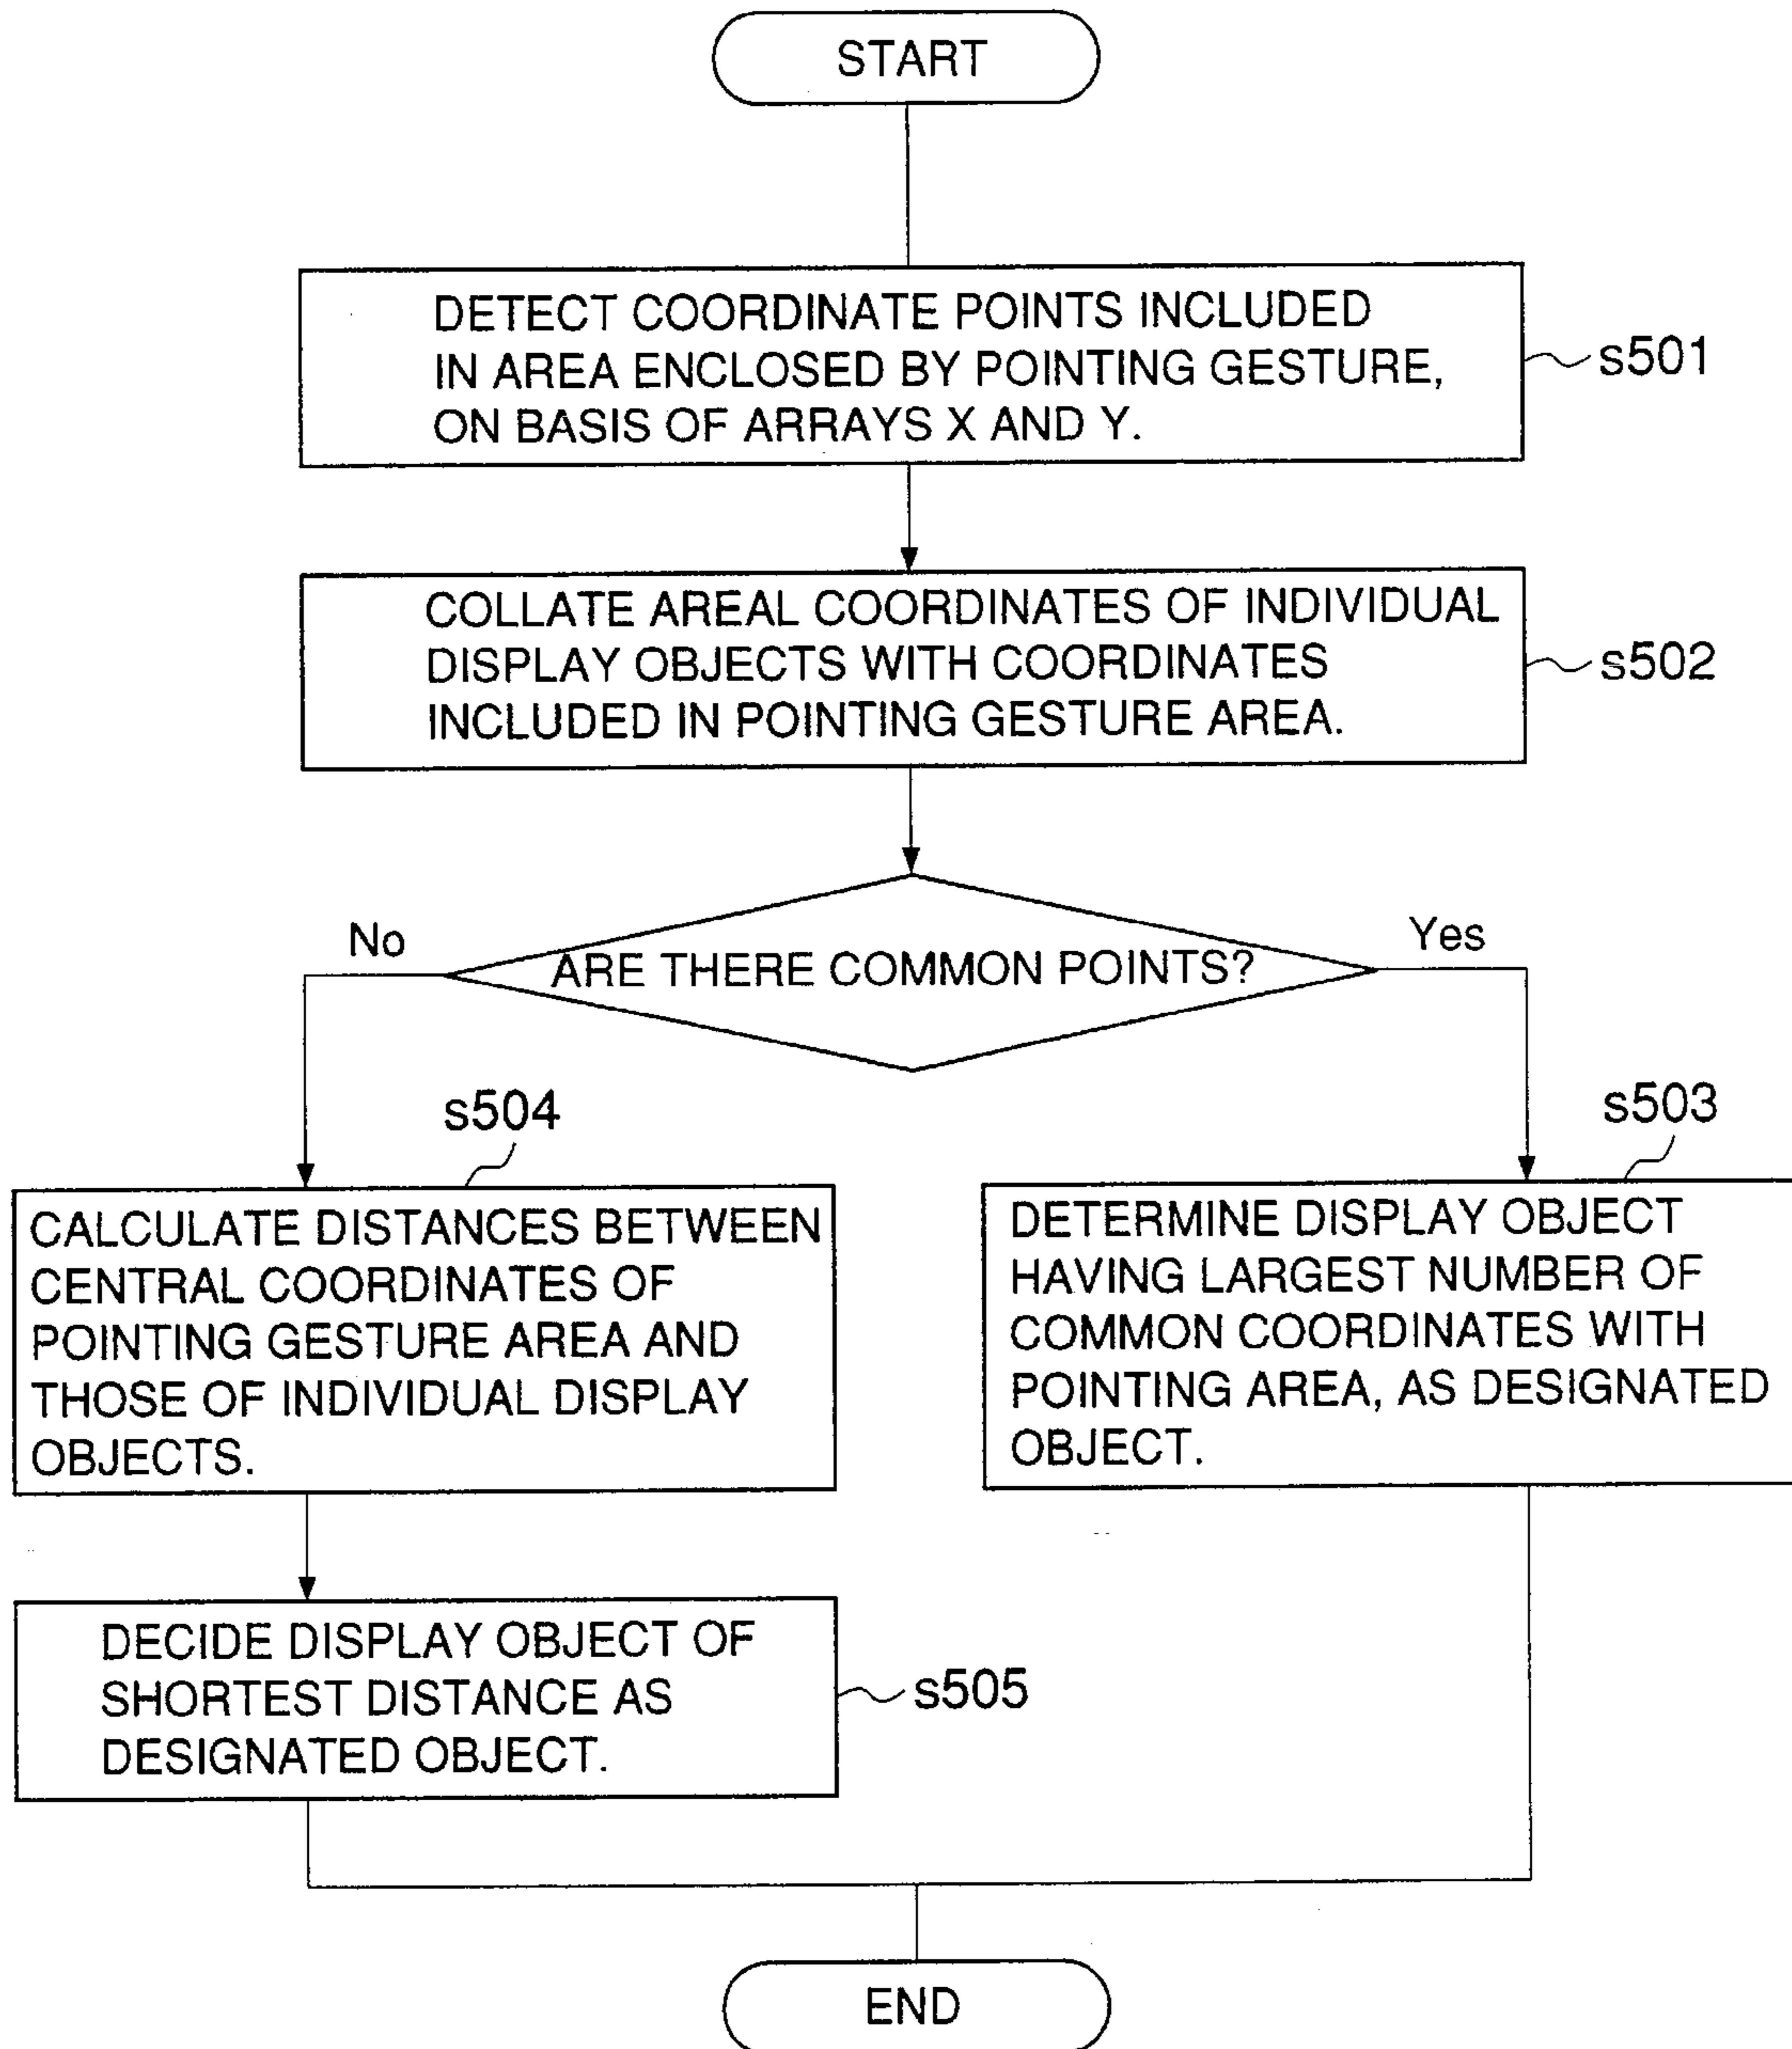 START
DETECT COORDINATE POINTS INCLUDED
IN AREA ENCLOSED BY POINTING GESTURE,
ON BASIS OF ARRAYS X AND Y.
s501
COLLATE AREAL COORDINATES OF INDIVIDUAL
DISPLAY OBJECTS WITH COORDINATES
INCLUDED IN POINTING GESTURE AREA.
s502
ARE THERE COMMON POINTS?
No
Yes
s504
CALCULATE DISTANCES BETWEEN
CENTRAL COORDINATES OF
POINTING GESTURE AREA AND
THOSE OF INDIVIDUAL DISPLAY
OBJECTS.
s503
DETERMINE DISPLAY OBJECT
HAVING LARGEST NUMBER OF
COMMON COORDINATES WITH
POINTING AREA, AS DESIGNATED
OBJECT.
DECIDE DISPLAY OBJECT OF
SHORTEST DISTANCE AS
DESIGNATED OBJECT.
s505
END